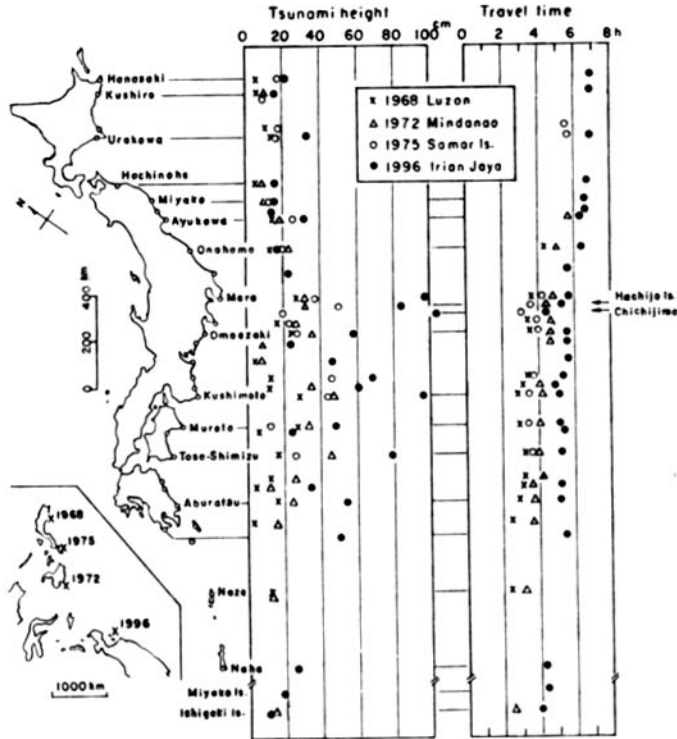 Tsunami height
Travel time
0 20 40 60 80 100 cm
0 2 4 6 8 h
x 1968 Luzon
△ 1972 Mindanao
○ 1975 Samar Is.
● 1996 Irian Jaya
Hanasaki
Kushiro
Urakawa
Hachinohe
Miyako
Ayukawa
Onahama
Mera
Omaezaki
Kushimoto
Muroto
Tosa-Shimizu
Aburatsu
Naze
Naha
Miyako Is.
Ishigaki Is.
Hachijo Is.
Chichijima
N
400 km
200
0
1968
1975
1972
1996
1000 km